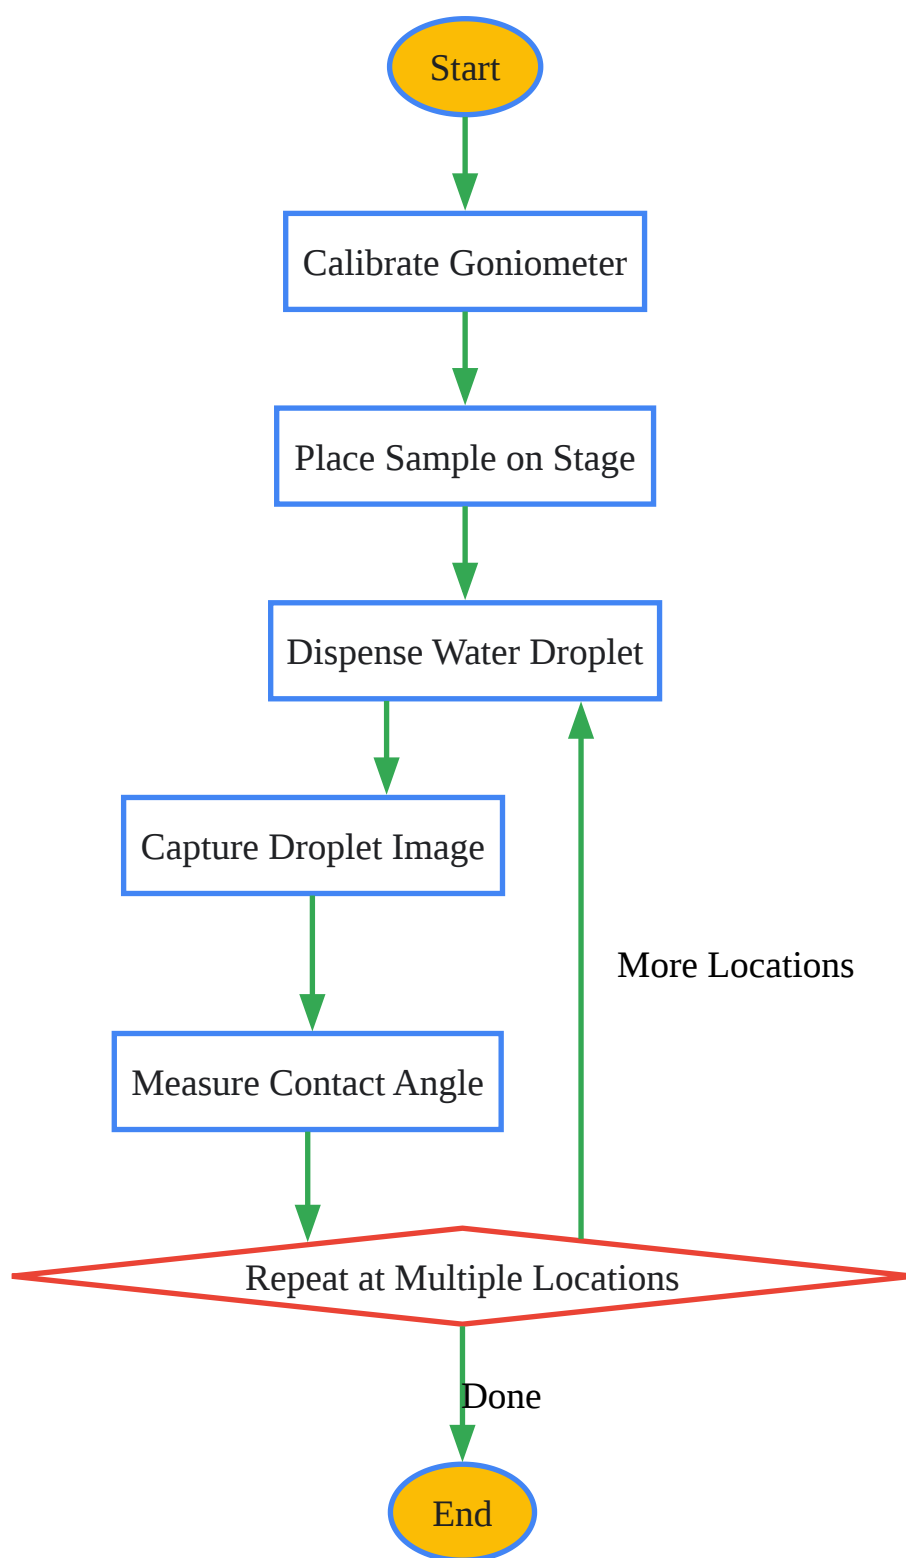 Start
Calibrate Goniometer
Place Sample on Stage
Dispense Water Droplet
Capture Droplet Image
More Locations
Measure Contact Angle
Repeat at Multiple Locations
Done
End